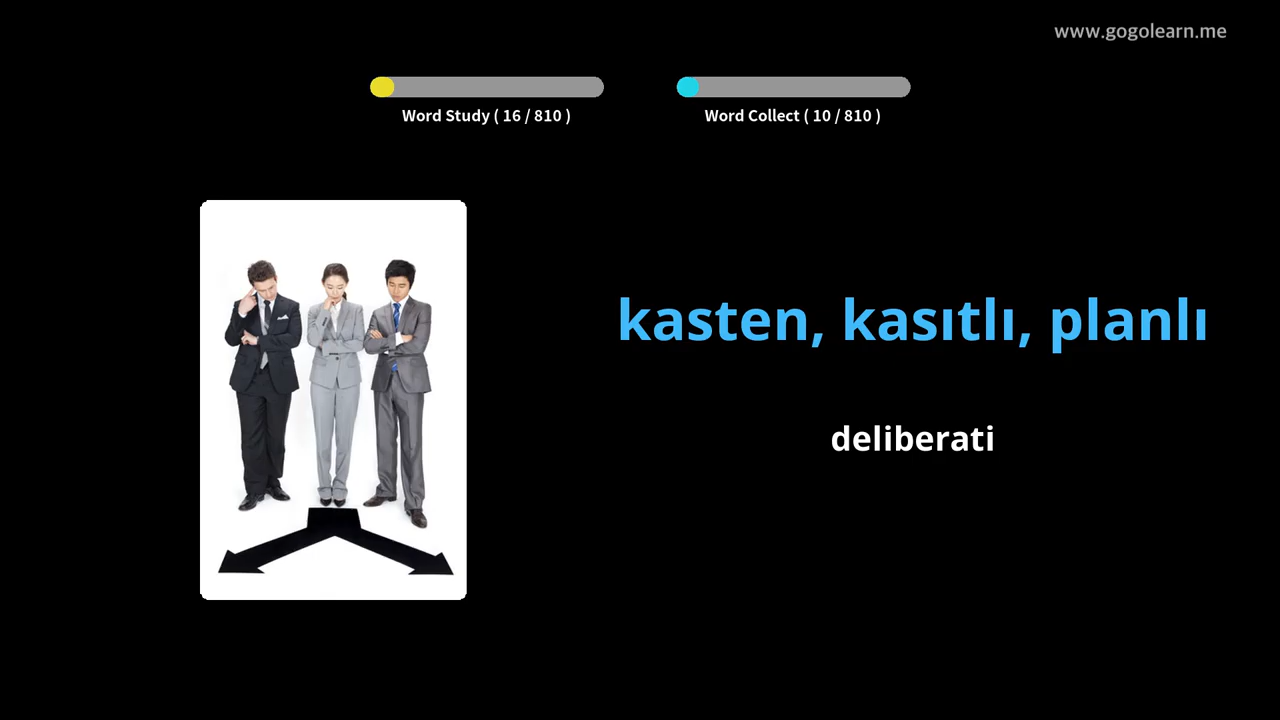 www.gogolearn.me
Word Study ( 16 / 810 )
Word Collect ( 10 / 810 )
kasten, kasıtlı, planlı
deliberati